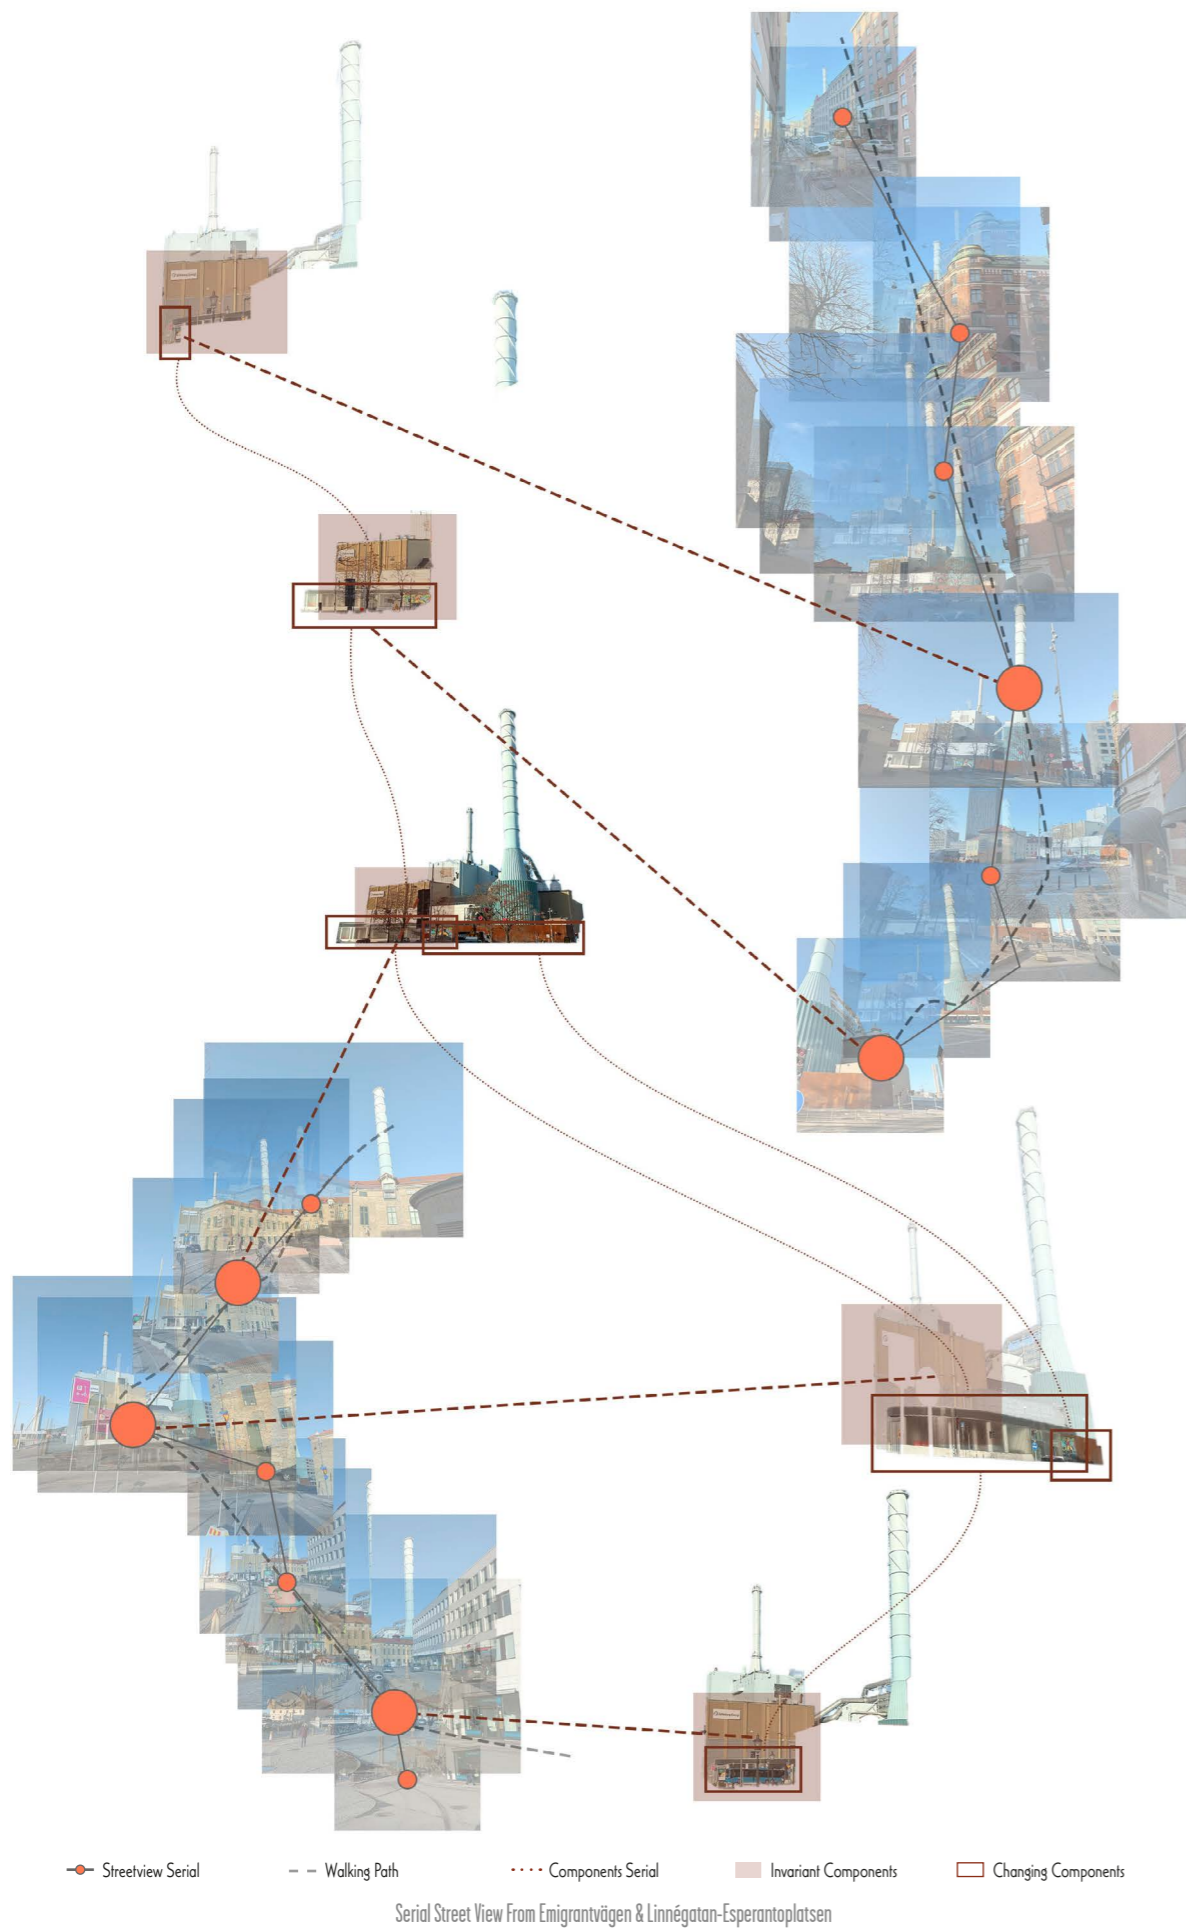 Streetview Serial
Walking Path
Components Serial
Invariant Components
Changing Components
Serial Street View From Emigrantvägen & Linnégatan-Esperantoplatsen